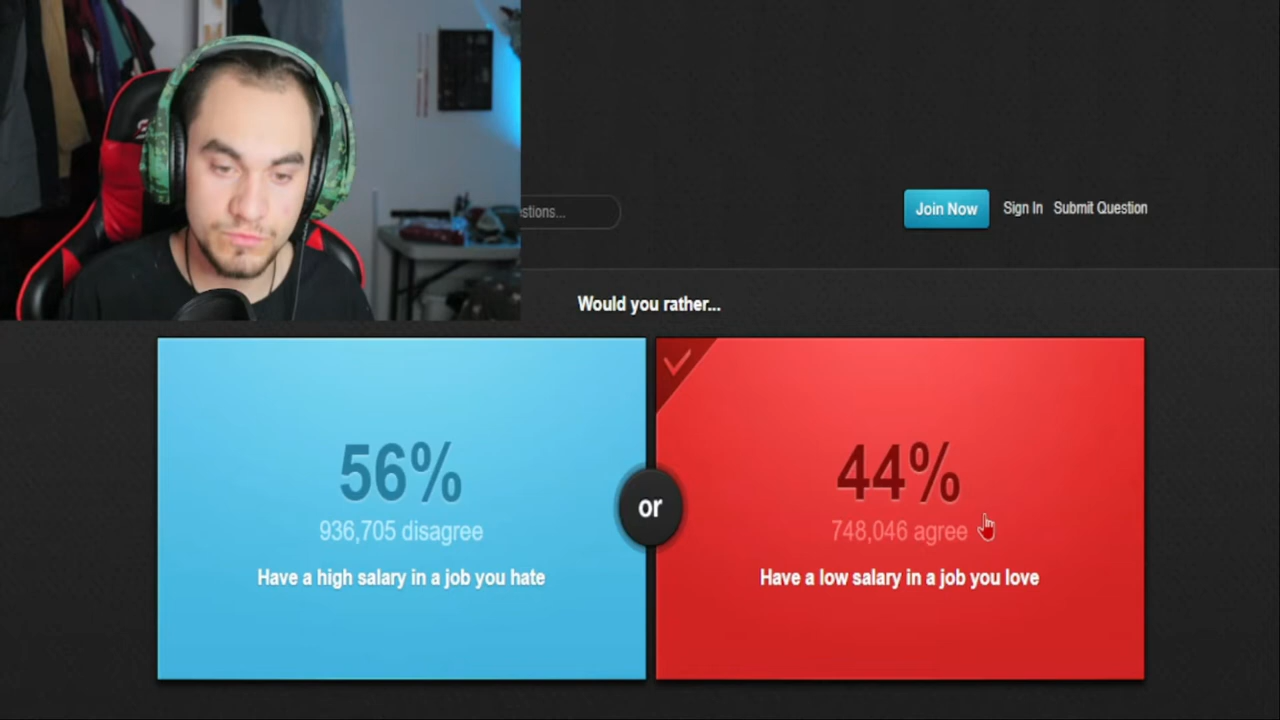 estions...
Join Now
Sign In
Submit Question
Would you rather...
56%
936,705 disagree
Have a high salary in a job you hate
or
44%
748,046 agree
Have a low salary in a job you love